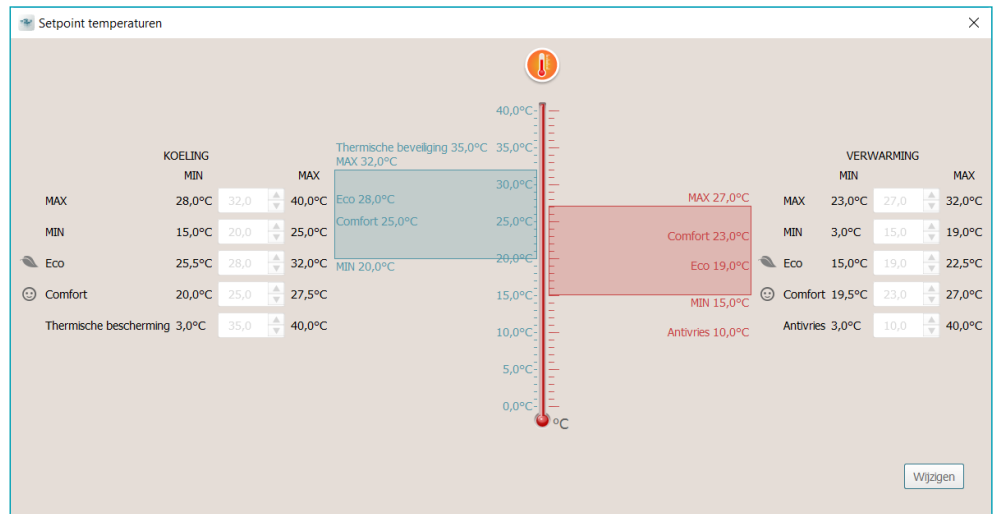 Setpoint temperaturen
40,0°C
Thermische beveiliging 35,0°C 35,0°C
MAX 32,0°C
30,0°C
Eco 28,0°C
Comfort 25,0°C 25,0°C
20,0°C
MIN 20,0°C
15,0°C
10,0°C
5,0°C
0,0°C
°C
KOELING
MIN MAX
MAX 28,0°C 32,0 40,0°C
MIN 15,0°C 20,0 25,0°C
Eco 25,5°C 28,0 32,0°C
Comfort 20,0°C 25,0 27,5°C
Thermische bescherming 3,0°C 35,0 40,0°C
MAX 27,0°C
Comfort 23,0°C
Eco 19,0°C
MIN 15,0°C
Antivries 10,0°C
VERWARMING
MIN MAX
MAX 23,0°C 27,0 32,0°C
MIN 3,0°C 15,0 19,0°C
Eco 15,0°C 19,0 22,5°C
Comfort 19,5°C 23,0 27,0°C
Antivries 3,0°C 10,0 40,0°C
Wijzigen